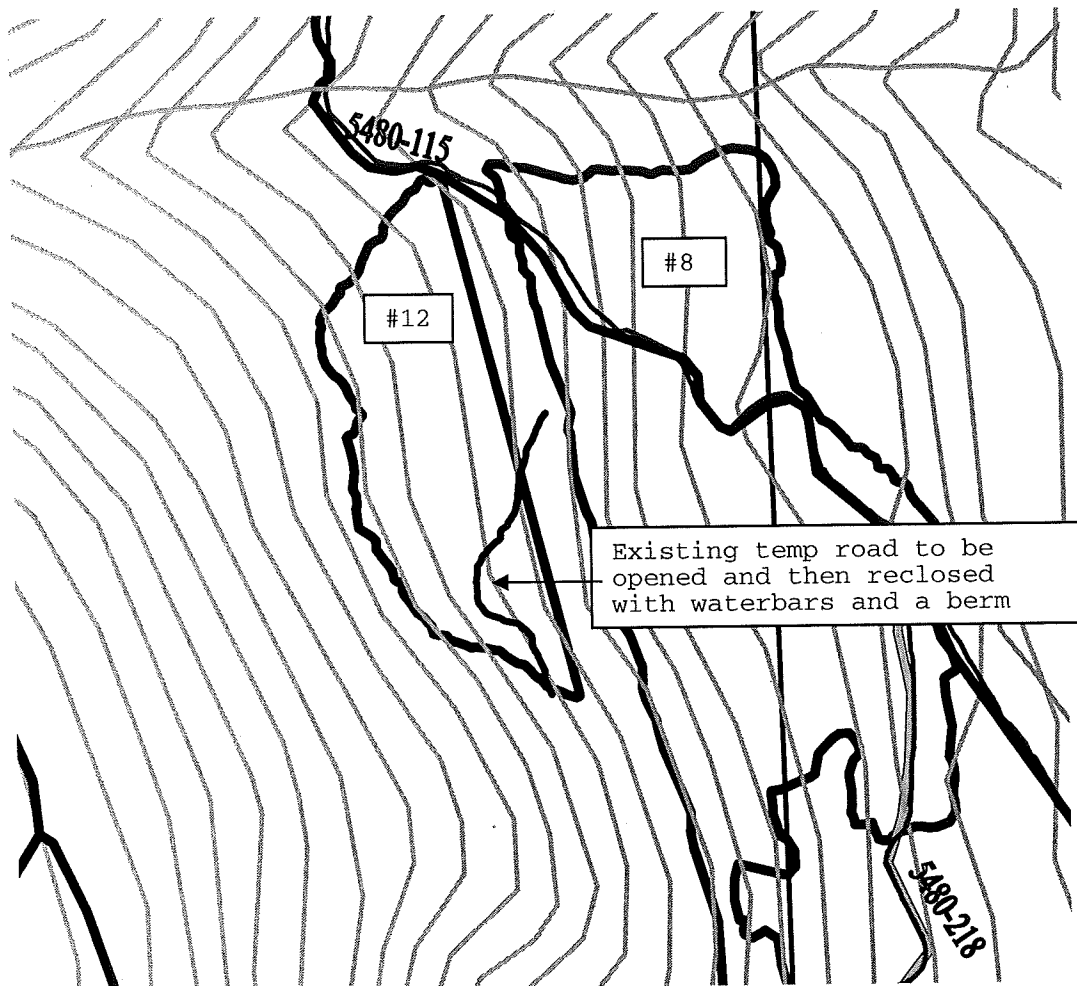 5480-115
#8
#12
Existing temp road to be
opened and then reclosed
with waterbars and a berm
5480-218